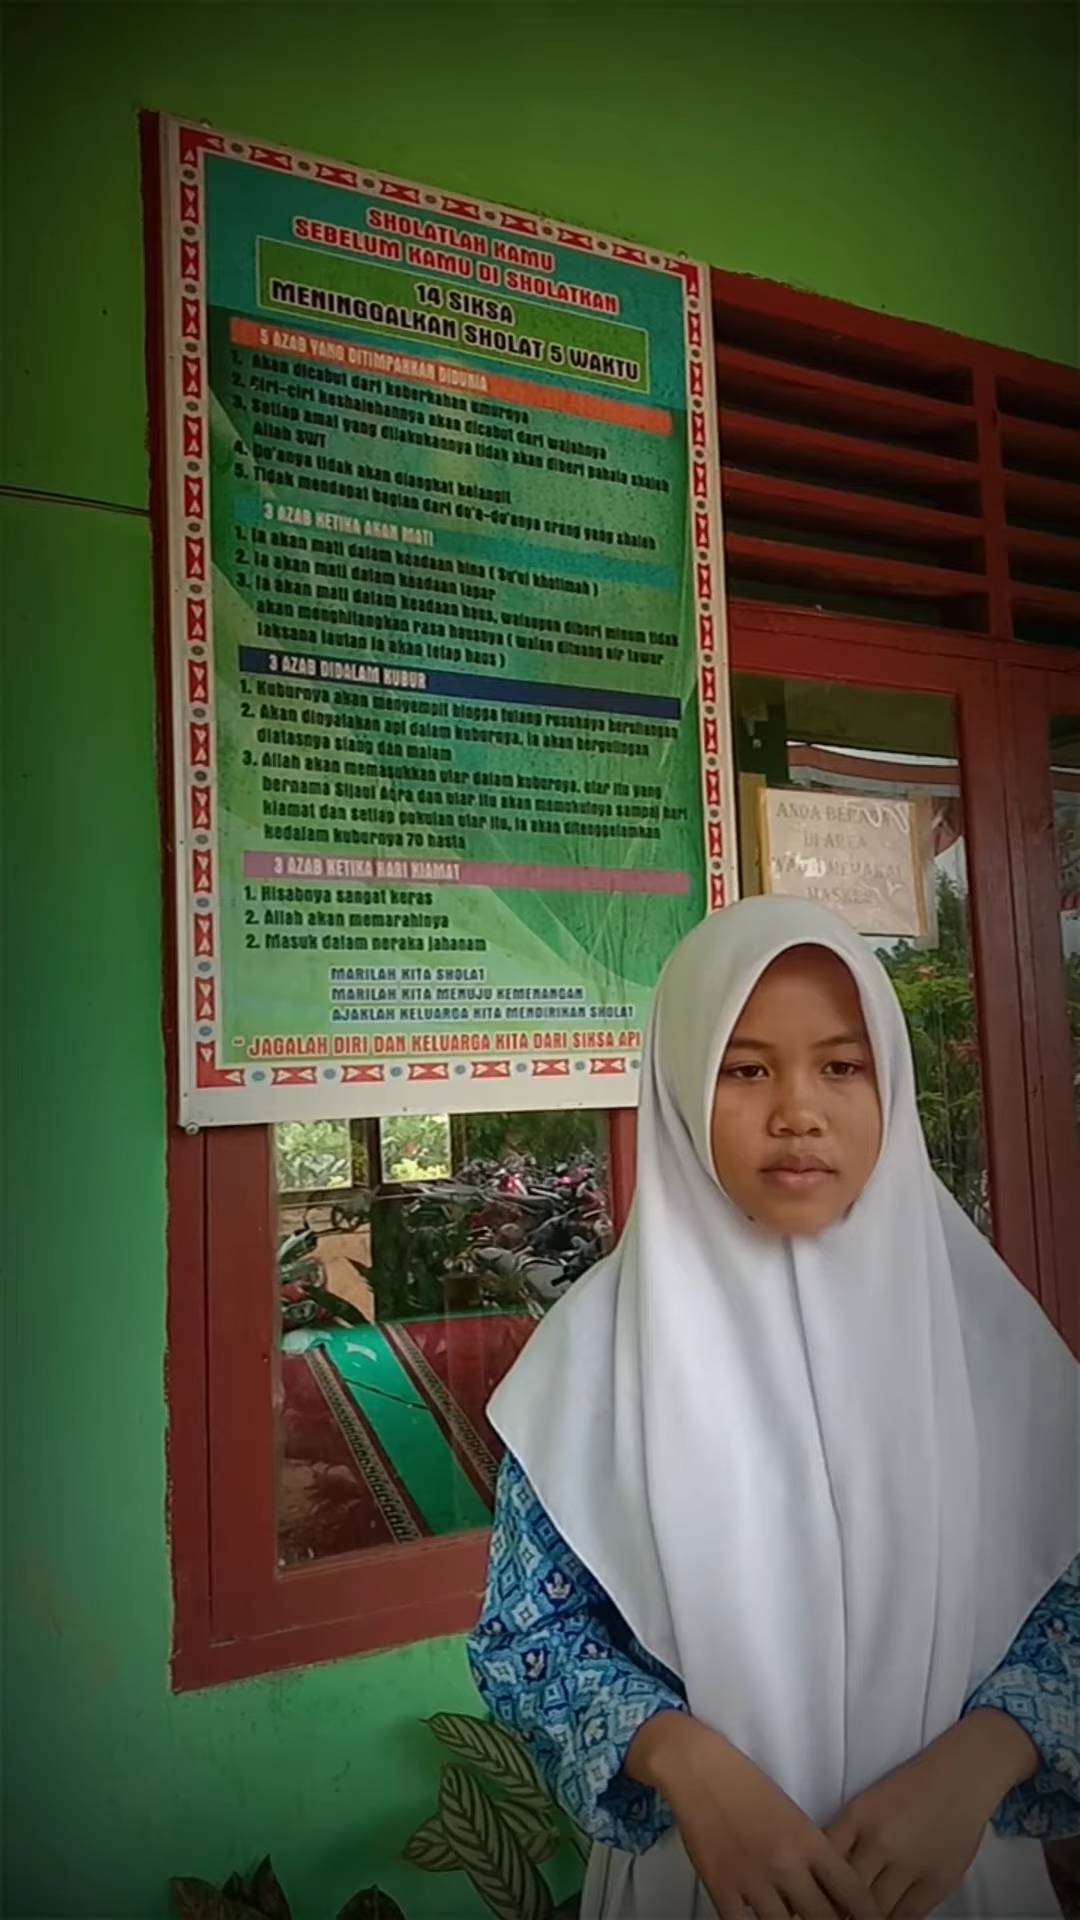 SHOLATLAH KAMU
SEBELUM KAMU DI SHOLATKAN
14 SIKSA
MENINGGALKAN SHOLAT 5 WAKTU
5 AZAB YANG DITIMPAHKAN DIDUNIA
1. Akan dicabut dari keberkahan umurnya
2. Ciri-ciri keshalehannya akan dicabut dari wajahnya
3. Setiap amal yang dilakukannya tidak akan diberi pahala oleh
Allah SWT
4. Do'anya tidak akan diangkat kelangit
5. Tidak mendapat bagian dari do'a-do'anya orang yang shaleh
3 AZAB KETIKA AKAN MATI
1. Ia akan mati dalam keadaan hina ( Su'ul khotimah )
2. Ia akan mati dalam keadaan lapar
3. Ia akan mati dalam keadaan haus, walaupun diberi minum tidak
akan menghilangkan rasa hausnya ( walau dituang air tawar
laksana lautan ia akan tetap haus )
3 AZAB DIDALAM KUBUR
1. Kuburnya akan menyempit hingga tulang rusuknya bersilangan
2. Akan dinyalakan api dalam kuburnya, ia akan bergulingan
diatasnya siang dan malam
3. Allah akan memasukkan ular dalam kuburnya, ular itu yang
bernama Sijaul Aqra dan ular itu akan memukulnya sampai hari
kiamat dan setiap pukulan ular itu, ia akan ditenggelamkan
kedalam kuburnya 70 hasta
3 AZAB KETIKA HARI KIAMAT
1. Hisabnya sangat keras
2. Allah akan memarahinya
2. Masuk dalam neraka jahanam
MARILAH KITA SHOLAT
MARILAH KITA MENUJU KEMENANGAN
AJAKLAH KELUARGA KITA MENDIRIKAN SHOLAT
- JAGALAH DIRI DAN KELUARGA KITA DARI SIKSA API
ANDA BERADA
DI AREA
WAJIB MEMAKAI
MASKER